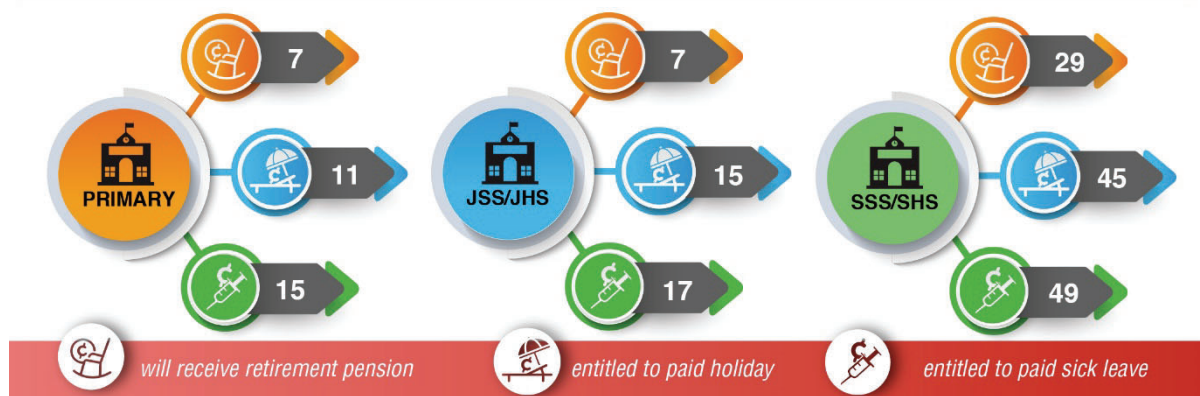 7
PRIMARY
11
15
7
JSS/JHS
15
17
29
SSS/SHS
45
49
¢ will receive retirement pension
¢ entitled to paid holiday
¢ entitled to paid sick leave